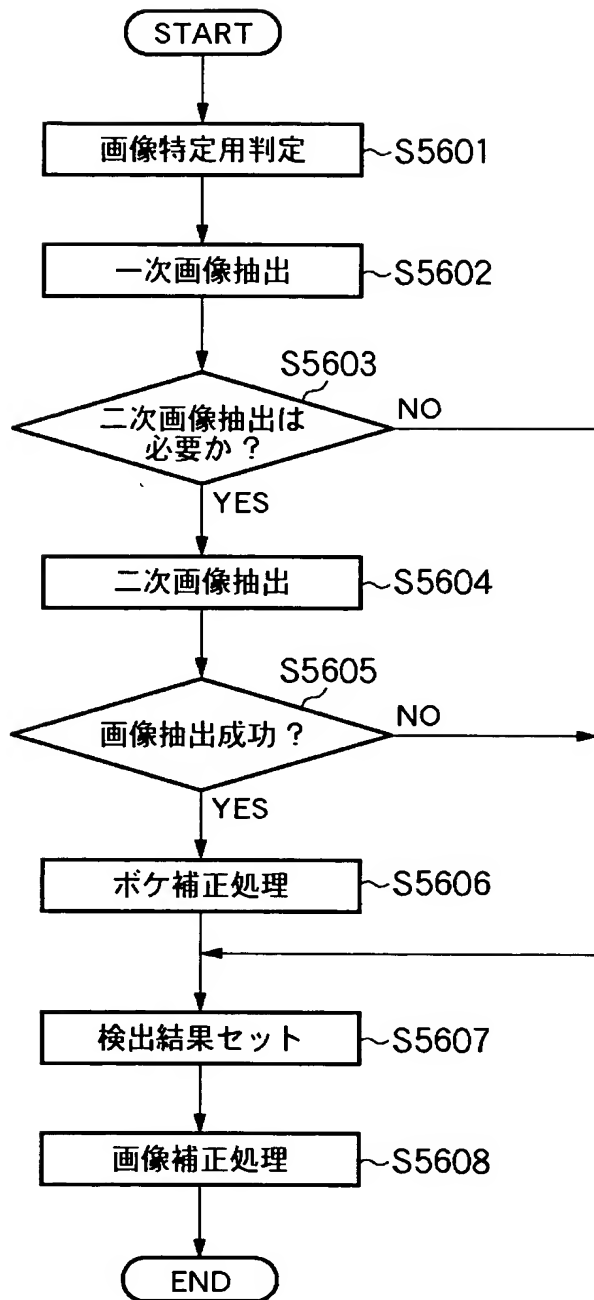 START
画像特定用判定
S5601
一次画像抽出
S5602
S5603
二次画像抽出は
必要か?
NO
YES
二次画像抽出
S5604
S5605
画像抽出成功?
NO
YES
ボケ補正処理
S5606
検出結果セット
S5607
画像補正処理
S5608
END